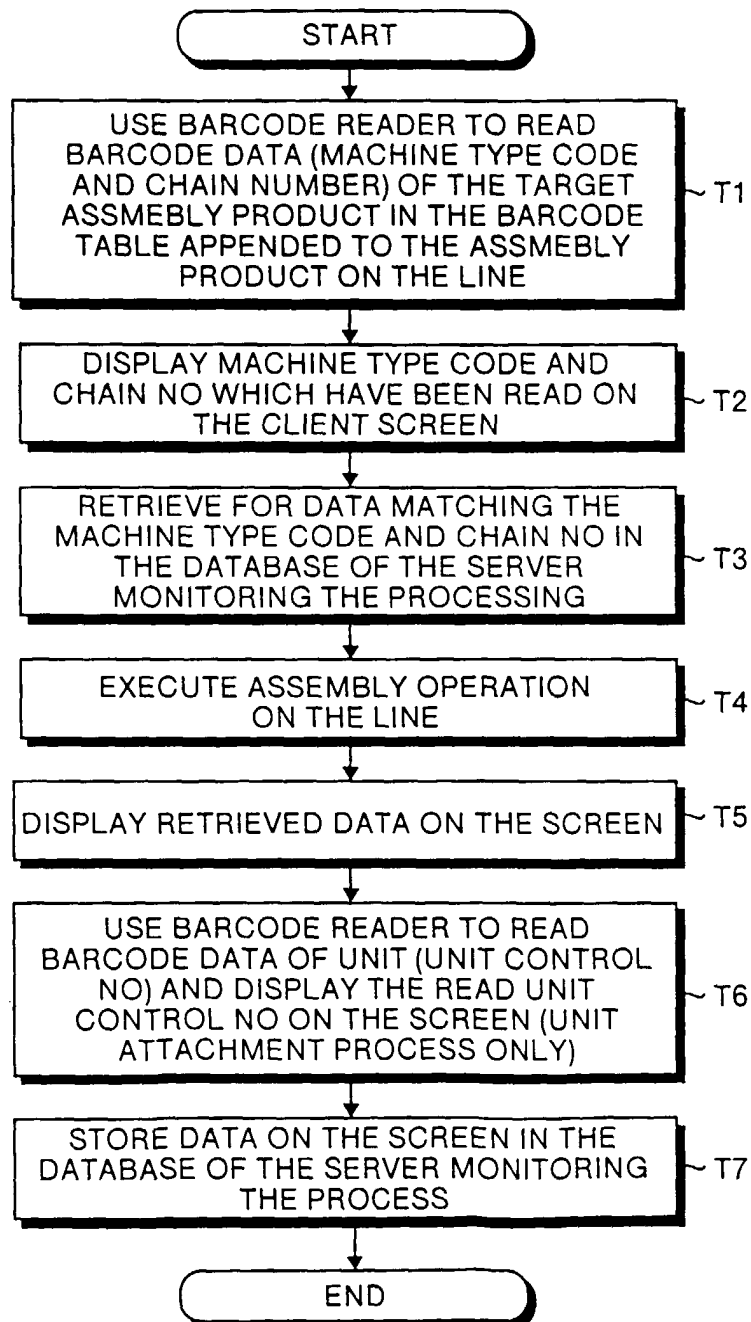 START
USE BARCODE READER TO READ
BARCODE DATA (MACHINE TYPE CODE
AND CHAIN NUMBER) OF THE TARGET
ASSMEBLY PRODUCT IN THE BARCODE
TABLE APPENDED TO THE ASSMEBLY
PRODUCT ON THE LINE
~ T1
DISPLAY MACHINE TYPE CODE AND
CHAIN NO WHICH HAVE BEEN READ ON
THE CLIENT SCREEN
~ T2
RETRIEVE FOR DATA MATCHING THE
MACHINE TYPE CODE AND CHAIN NO IN
THE DATABASE OF THE SERVER
MONITORING THE PROCESSING
~ T3
EXECUTE ASSEMBLY OPERATION
ON THE LINE
~ T4
DISPLAY RETRIEVED DATA ON THE SCREEN
~ T5
USE BARCODE READER TO READ
BARCODE DATA OF UNIT (UNIT CONTROL
NO) AND DISPLAY THE READ UNIT
CONTROL NO ON THE SCREEN (UNIT
ATTACHMENT PROCESS ONLY)
~ T6
STORE DATA ON THE SCREEN IN THE
DATABASE OF THE SERVER MONITORING
THE PROCESS
~ T7
END